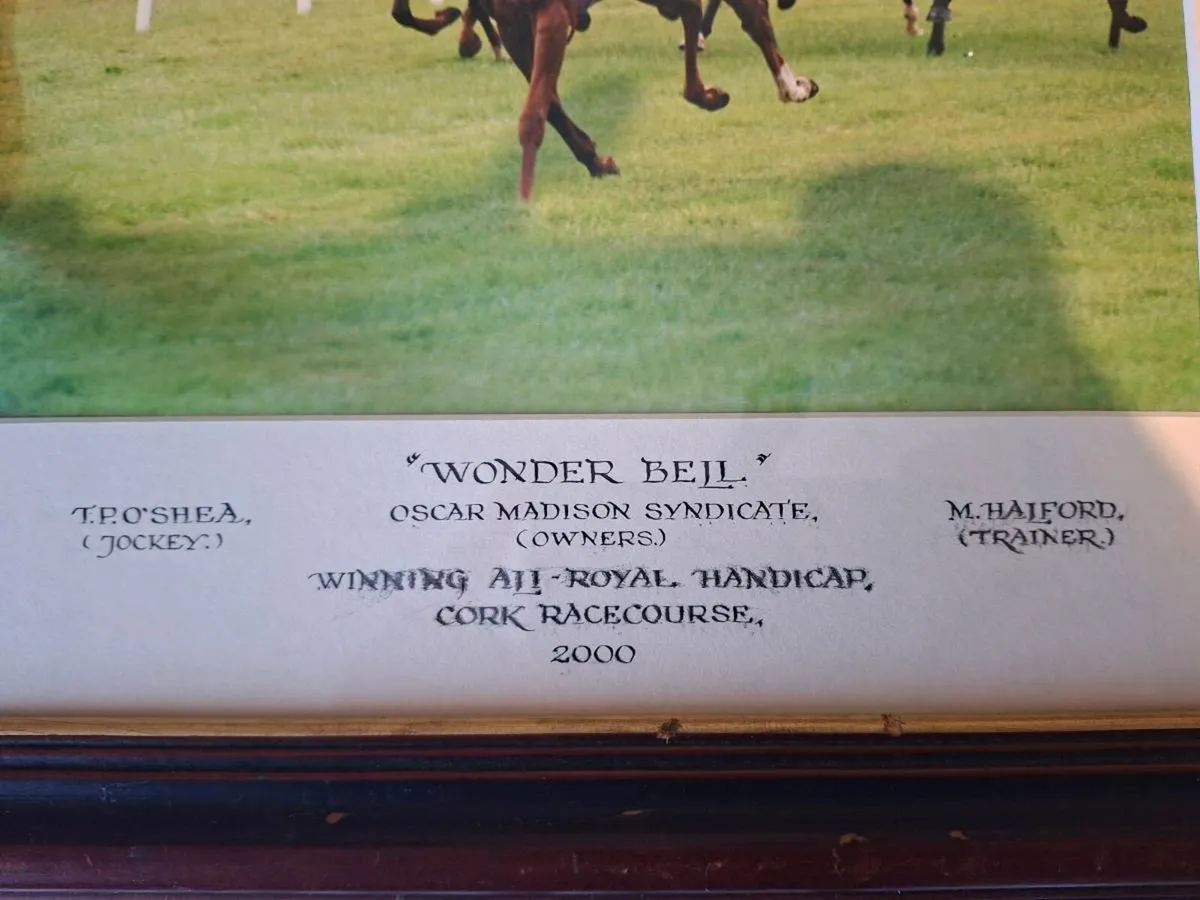 "WONDER BELL"
T.P. O'SHEA,
(JOCKEY.)
OSCAR MADISON SYNDICATE,
(OWNERS.)
M. HALFORD,
(TRAINER.)
WINNING ALL-ROYAL HANDICAP,
CORK RACECOURSE,
2000